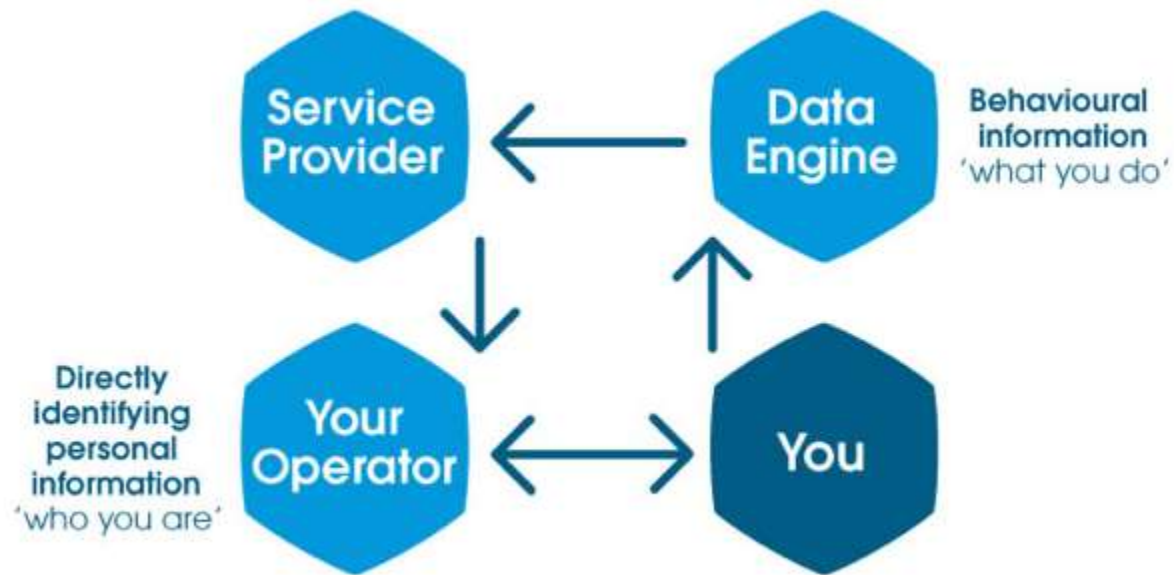 Service
Provider
Data
Engine
Behavioural
information
'what you do'
Directly
identifying
personal
information
'who you are'
Your
Operator
You